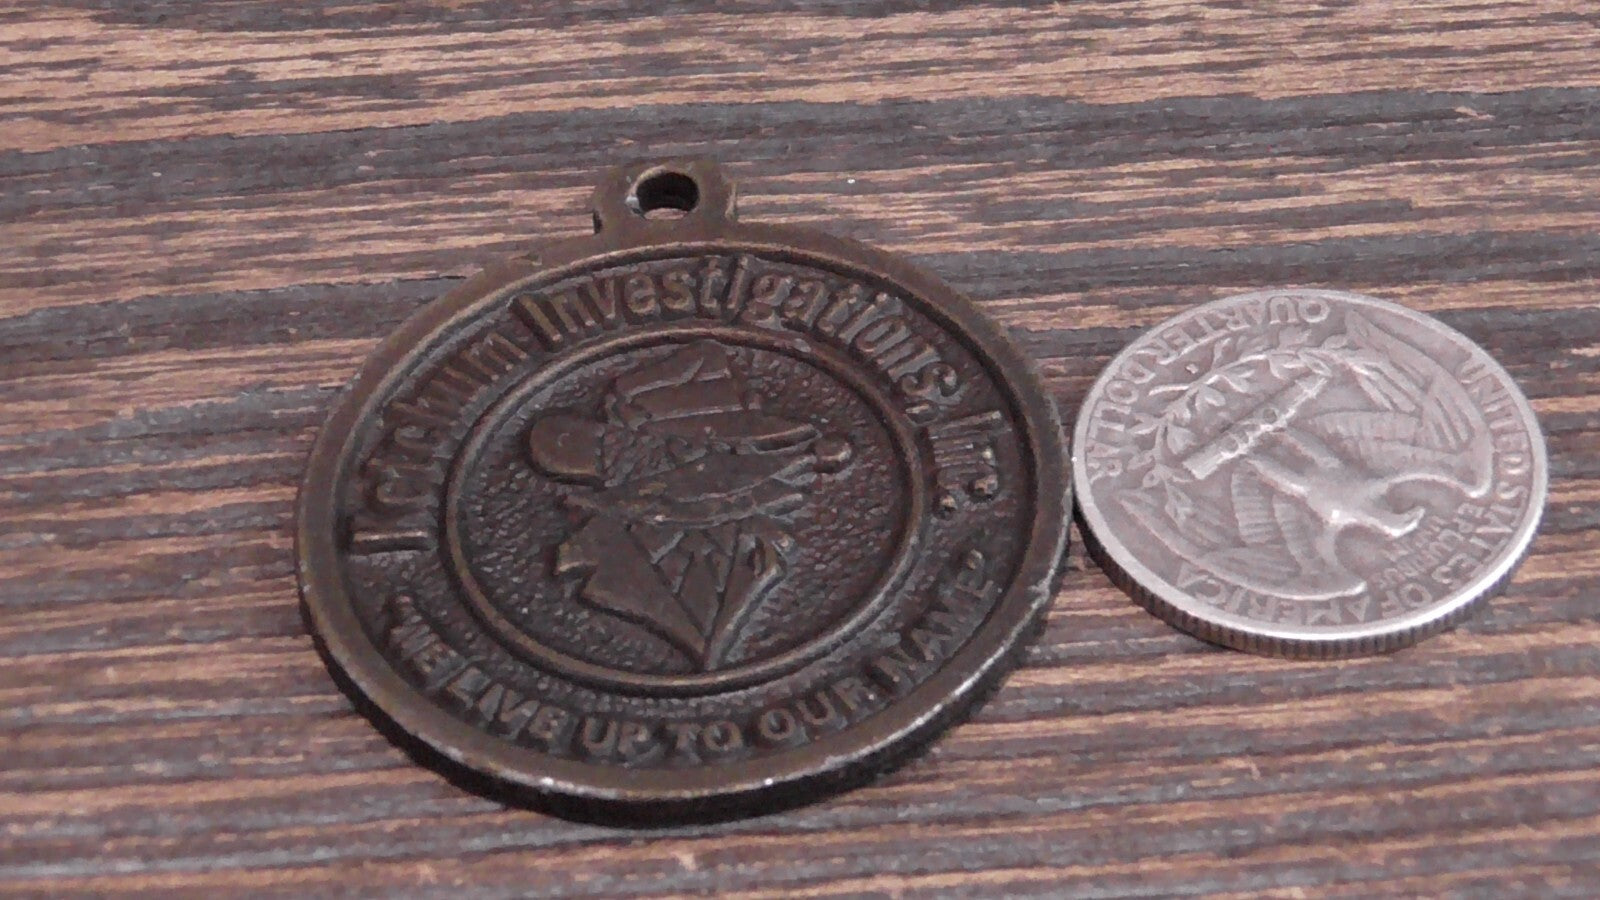 Ketchum Investigations, Inc.
"WE LIVE UP TO OUR NAME"
UNITED STATES OF AMERICA
E PLURIBUS UNUM
QUARTER DOLLAR